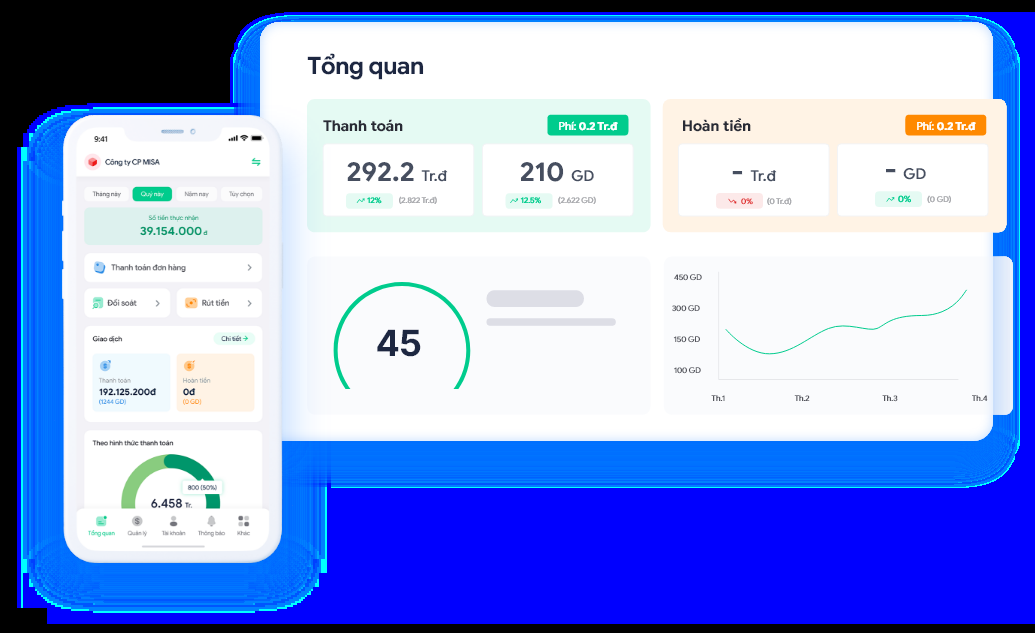 Tổng quan
Thanh toán
Phí: 0.2 Tr.đ
292.2 Tr.đ
12% (2.822 Tr.đ)
210 GD
12.5% (2.622 GD)
Hoàn tiền
Phí: 0.2 Tr.đ
- Tr.đ
0% (0 Tr.đ)
- GD
0% (0 GD)
45
450 GD
300 GD
150 GD
100 GD
Th.1 Th.2 Th.3 Th.4
9:41
Công ty CP MISA
Tháng này Quý này Năm nay Tùy chọn
Số tiền thực nhận
39.154.000 đ
Thanh toán đơn hàng
Đối soát Rút tiền
Giao dịch Chi tiết
Thanh toán
192.125.200đ
(1244 GD)
Hoàn tiền
0đ
(0 GD)
Theo hình thức thanh toán
800 (50%)
6.458 Tr.
Tổng quan Quản lý Tài khoản Thông báo Khác